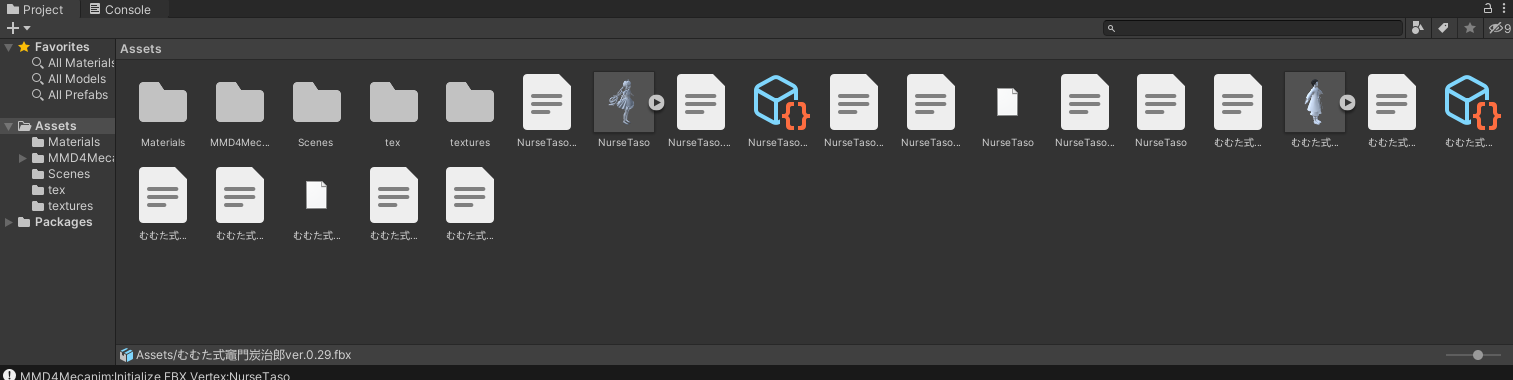 Project
Console
9
Favorites
All Materials
All Models
All Prefabs
Assets
Materials
MMD4Meca
Scenes
tex
textures
Packages
Assets
Materials
MMD4Mec...
Scenes
tex
textures
NurseTaso...
NurseTaso
NurseTaso....
NurseTaso...
NurseTaso...
NurseTaso...
NurseTaso
NurseTaso...
NurseTaso
むむた式...
むむた式...
むむた式...
むむた式...
むむた式...
むむた式...
むむた式...
むむた式...
むむた式...
Assets/むむた式竈門炭治郎ver.0.29.fbx
MMD4Mecanim:Initialize FBX Vertex:NurseTaso